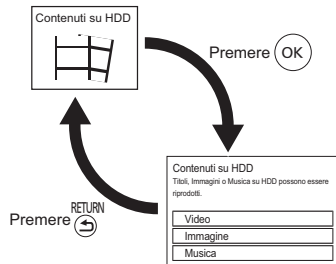 Contenuti su HDD
Premere OK
Contenuti su HDD
Titoli, Immagini o Musica su HDD possono essere
riprodotti.
Video
Immagine
Musica
RETURN
Premere